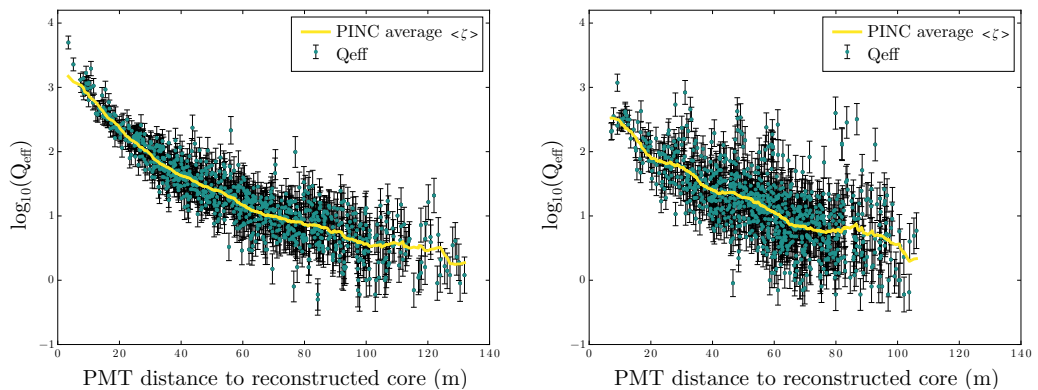 4
3
2
1
0
−1
log₁₀(Q_eff)
PINC average <ζ>
Qeff
0 20 40 60 80 100 120 140
PMT distance to reconstructed core (m)
4
3
2
1
0
−1
log₁₀(Q_eff)
PINC average <ζ>
Qeff
0 20 40 60 80 100 120 140
PMT distance to reconstructed core (m)